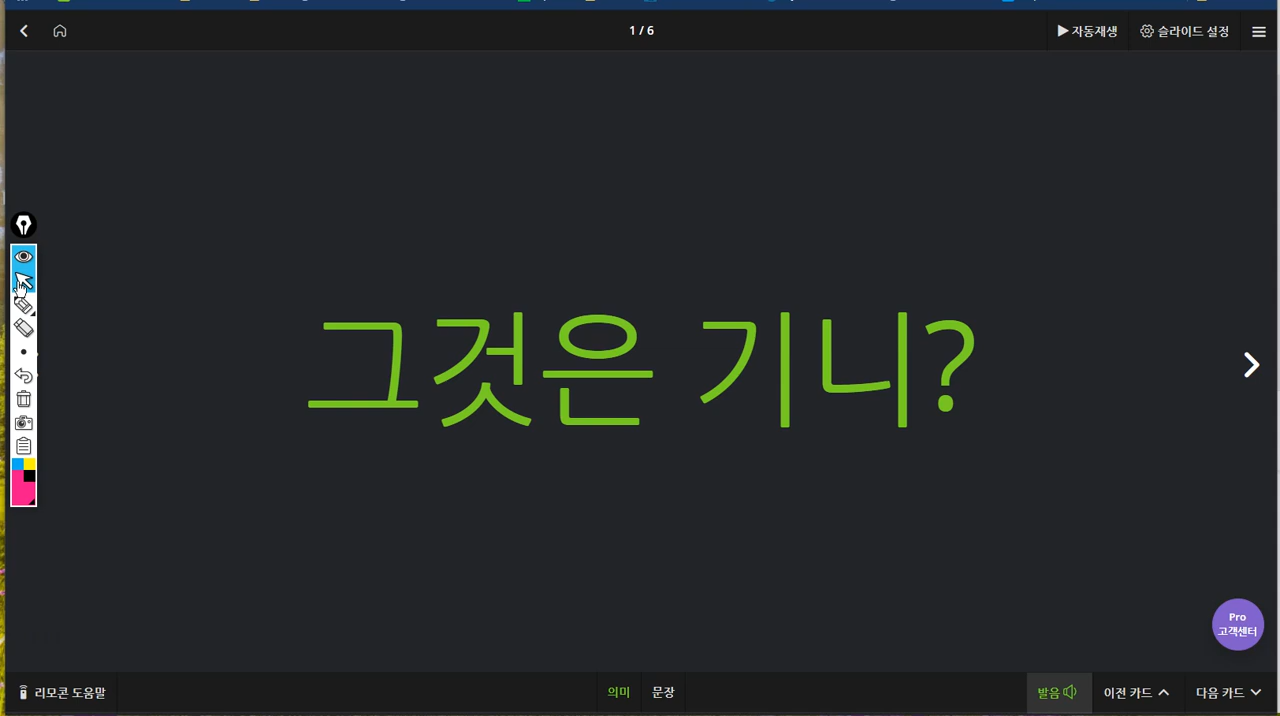 1 / 6
자동재생
슬라이드 설정
그것은 기니?
Pro
고객센터
리모콘 도움말
의미
문장
발음
이전 카드
다음 카드